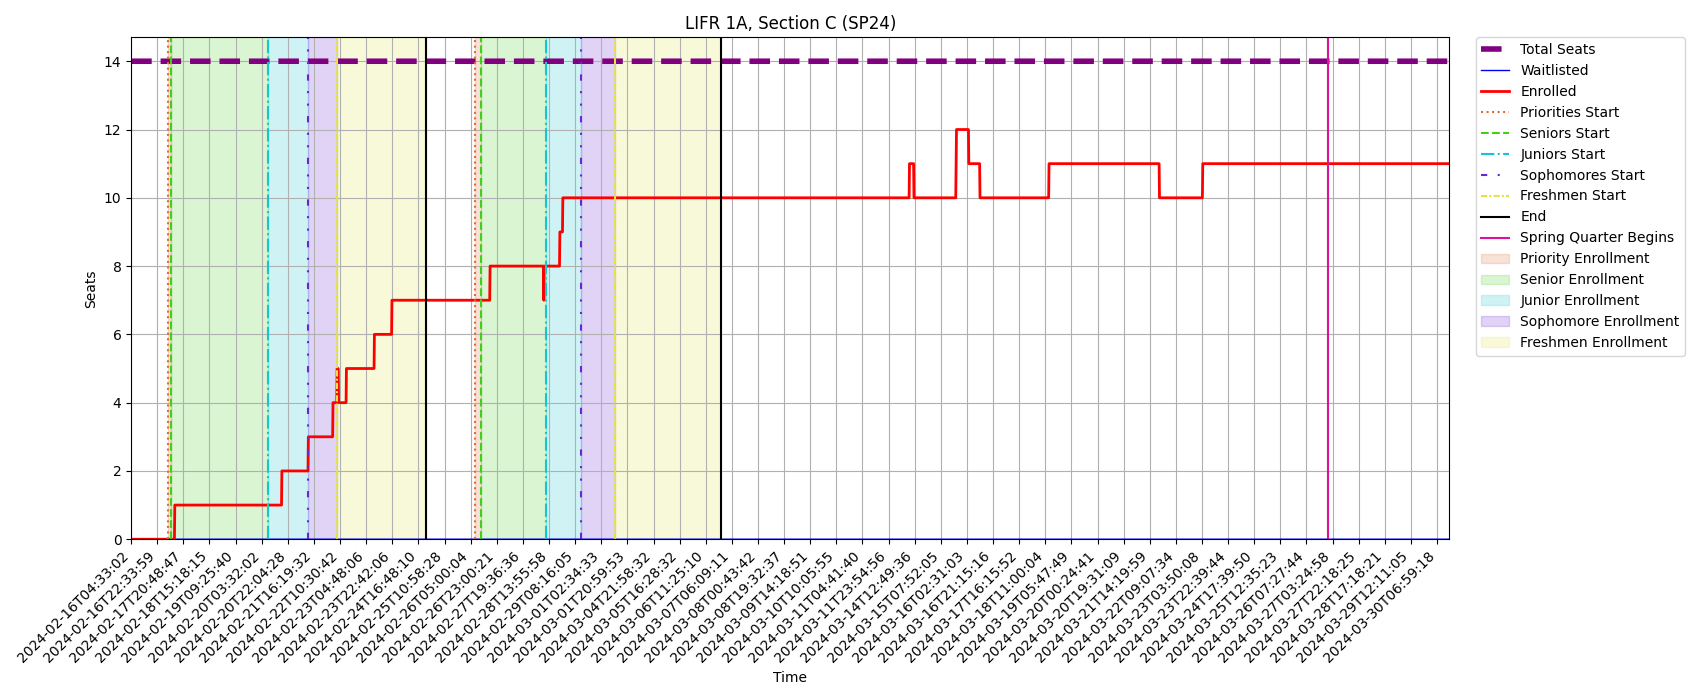 LIFR 1A, Section C (SP24)
Seats
14
12
10
8
6
4
2
0
2024-02-16T04:33:02
2024-02-16T22:33:59
2024-02-17T20:48:47
2024-02-18T15:18:15
2024-02-19T09:25:40
2024-02-20T03:32:02
2024-02-20T22:04:28
2024-02-21T16:19:32
2024-02-22T10:30:42
2024-02-23T04:48:06
2024-02-23T22:42:06
2024-02-24T16:48:10
2024-02-25T10:58:28
2024-02-26T05:00:04
2024-02-26T23:00:21
2024-02-27T19:36:36
2024-02-28T13:55:58
2024-02-29T08:16:05
2024-03-01T02:34:33
2024-03-01T20:59:53
2024-03-04T21:58:32
2024-03-05T16:28:32
2024-03-06T11:25:10
2024-03-07T06:09:11
2024-03-08T00:43:42
2024-03-08T19:32:37
2024-03-09T14:18:51
2024-03-10T10:05:55
2024-03-11T04:41:40
2024-03-11T23:54:56
2024-03-14T12:49:36
2024-03-15T07:52:05
2024-03-16T02:31:03
2024-03-16T21:15:16
2024-03-17T16:15:52
2024-03-18T11:00:04
2024-03-19T05:47:49
2024-03-20T00:24:41
2024-03-20T19:31:09
2024-03-21T14:19:59
2024-03-22T09:07:34
2024-03-23T03:50:08
2024-03-23T22:39:44
2024-03-24T17:39:50
2024-03-25T12:35:23
2024-03-26T07:27:44
2024-03-27T03:24:58
2024-03-27T22:18:25
2024-03-28T17:18:21
2024-03-29T12:11:05
2024-03-30T06:59:18
Time
Total Seats
Waitlisted
Enrolled
Priorities Start
Seniors Start
Juniors Start
Sophomores Start
Freshmen Start
End
Spring Quarter Begins
Priority Enrollment
Senior Enrollment
Junior Enrollment
Sophomore Enrollment
Freshmen Enrollment